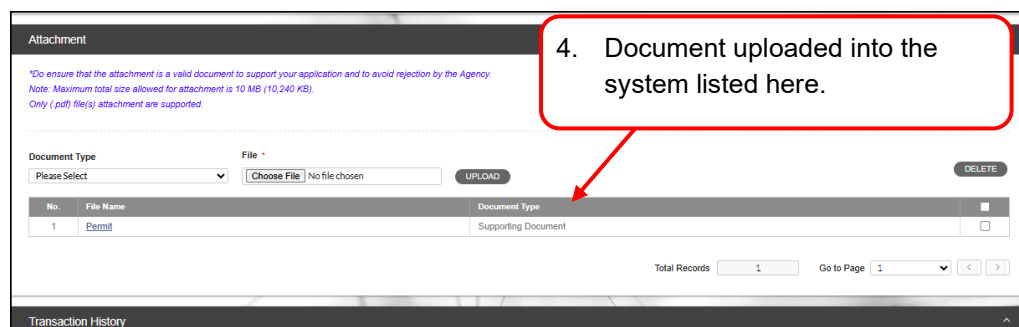 Attachment
4. Document uploaded into the
system listed here.
*Do ensure that the attachment is a valid document to support your application and to avoid rejection by the Agency.
Note: Maximum total size allowed for attachment is 10 MB (10,240 KB).
Only (.pdf) file(s) attachment are supported.
Document Type File *
Please Select Choose File No file chosen UPLOAD DELETE
No. File Name Document Type
1 Permit Supporting Document
Total Records 1 Go to Page 1 < >
Transaction History